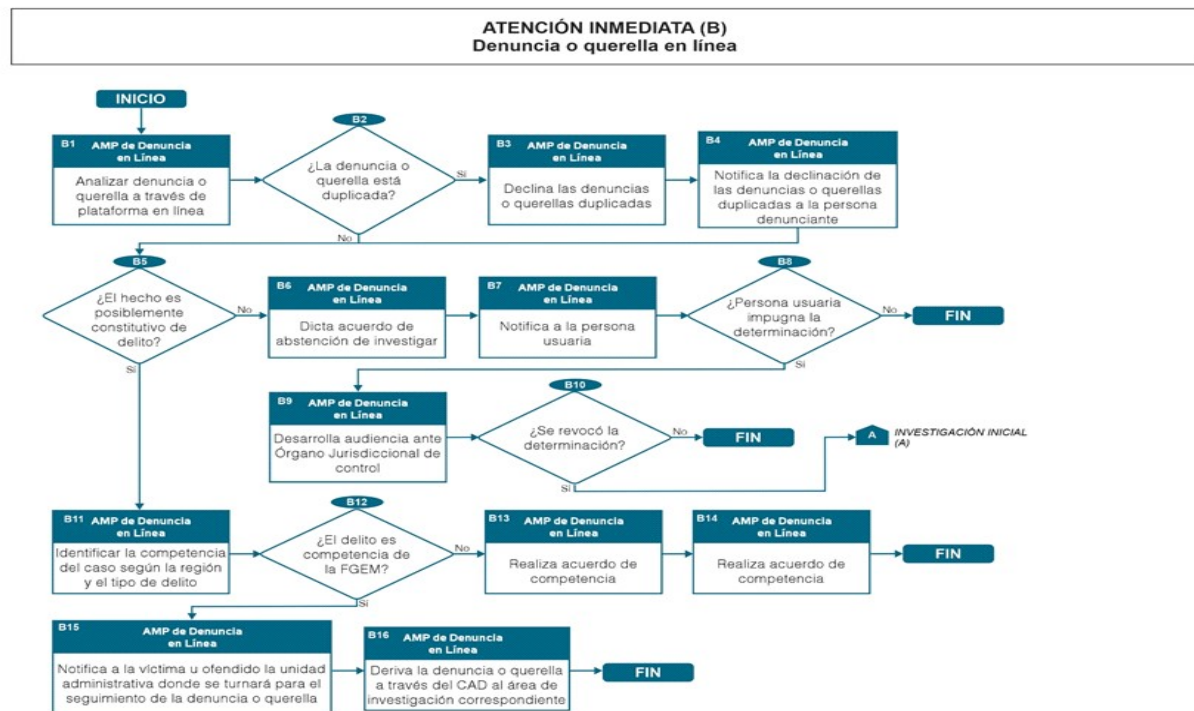 ATENCIÓN INMEDIATA (B)
Denuncia o querella en línea
INICIO
B1
AMP de Denuncia
en Línea
Analizar denuncia o
querella a través de
plataforma en línea
B2
¿La denuncia o
querella está
duplicada?
Sí
No
B3
AMP de Denuncia
en Línea
Declina las denuncias
o querellas duplicadas
B4
AMP de Denuncia
en Línea
Notifica la declinación de
las denuncias o querellas
duplicadas a la persona
denunciante
B5
¿El hecho es
posiblemente
constitutivo de
delito?
No
Sí
B6
AMP de Denuncia
en Línea
Dicta acuerdo de
abstención de investigar
B7
AMP de Denuncia
en Línea
Notifica a la persona
usuaria
B8
¿Persona usuaria
impugna la
determinación?
No
Sí
FIN
B9
AMP de Denuncia
en Línea
Desarrolla audiencia ante
Órgano Jurisdiccional de
control
B10
¿Se revocó la
determinación?
No
Sí
FIN
A
INVESTIGACIÓN INICIAL
(A)
B11
AMP de Denuncia
en Línea
Identificar la competencia
del caso según la región
y el tipo de delito
B12
¿El delito es
competencia de
la FGEM?
No
Sí
B13
AMP de Denuncia
en Línea
Realiza acuerdo de
competencia
B14
AMP de Denuncia
en Línea
Realiza acuerdo de
competencia
FIN
B15
AMP de Denuncia
en Línea
Notifica a la víctima u ofendido la unidad
administrativa donde se turnará para el
seguimiento de la denuncia o querella
B16
AMP de Denuncia
en Línea
Deriva la denuncia o querella
a través del CAD al área de
investigación correspondiente
FIN